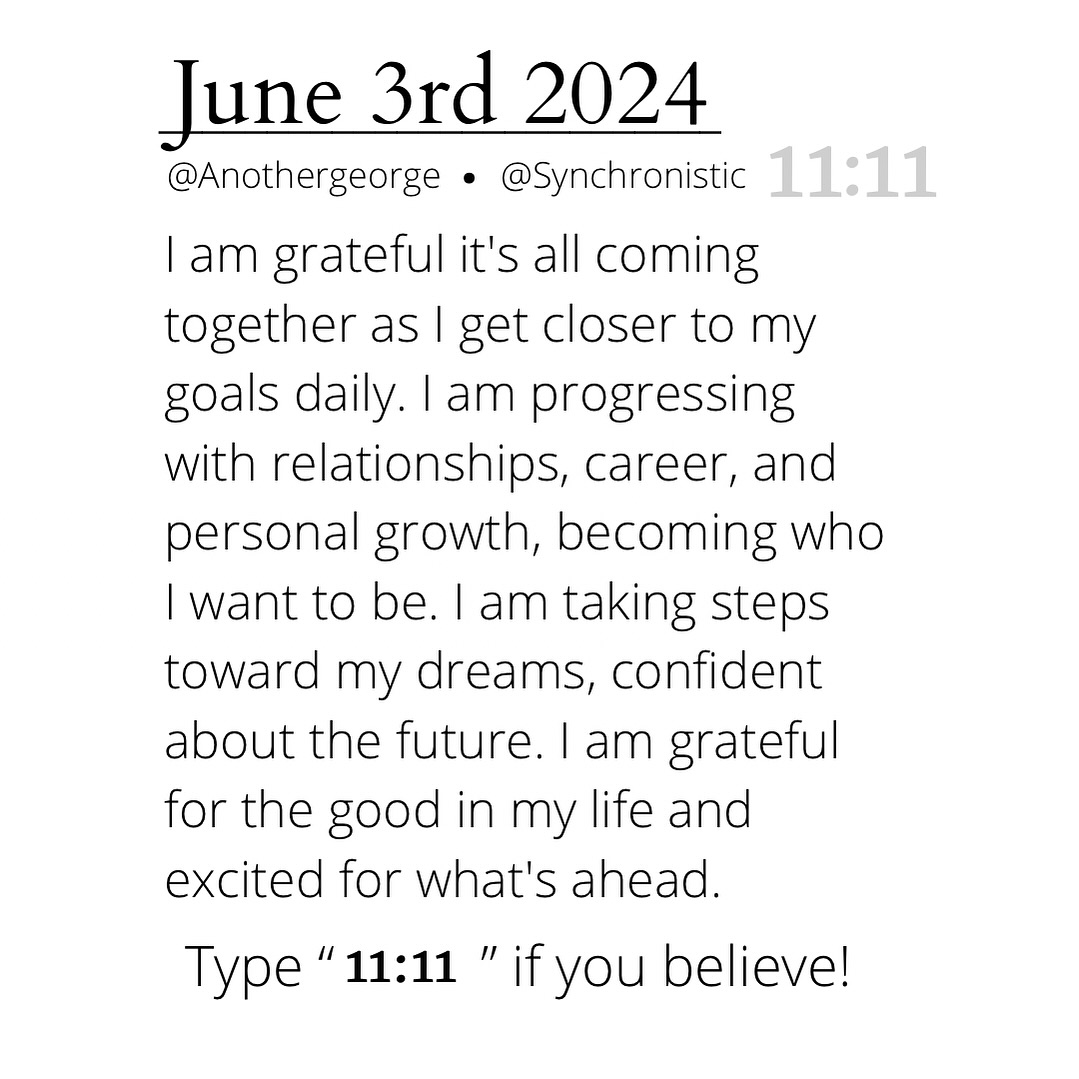 June 3rd 2024
@Anothergeorge • @Synchronistic 11:11
I am grateful it's all coming
together as I get closer to my
goals daily. I am progressing
with relationships, career, and
personal growth, becoming who
I want to be. I am taking steps
toward my dreams, confident
about the future. I am grateful
for the good in my life and
excited for what's ahead.
Type “ 11:11 ” if you believe!